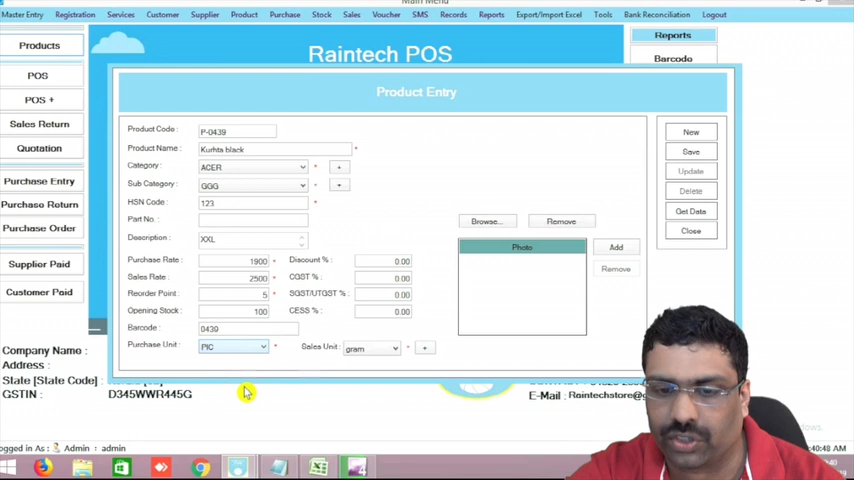 Main Menu
Master Entry Registration Services Customer Supplier Product Purchase Stock Sales Voucher SMS Records Reports Export/Import Excel Tools Bank Reconciliation Logout
Products
POS
POS +
Sales Return
Quotation
Purchase Entry
Purchase Return
Purchase Order
Supplier Paid
Customer Paid
Raintech POS
Reports
Barcode
Product Entry
Product Code : P-0439
Product Name : Kurhta black *
Category : ACER * +
Sub Category : GGG * +
HSN Code : 123 *
Part No. :
Description : XXL
Purchase Rate : 1900 * Discount % : 0.00
Sales Rate : 2500 * CGST % : 0.00
Reorder Point : 5 * SGST/UTGST % : 0.00
Opening Stock : 100 CESS % : 0.00
Barcode : 0439
Purchase Unit : PIC * Sales Unit : gram * +
Browse... Remove
Photo
Add
Remove
New
Save
Update
Delete
Get Data
Close
Company Name :
Address :
State [State Code] :
GSTIN : D345WWR445G
E-Mail : Raintechstore@g
Logged in As : Admin : admin
:40:48 AM